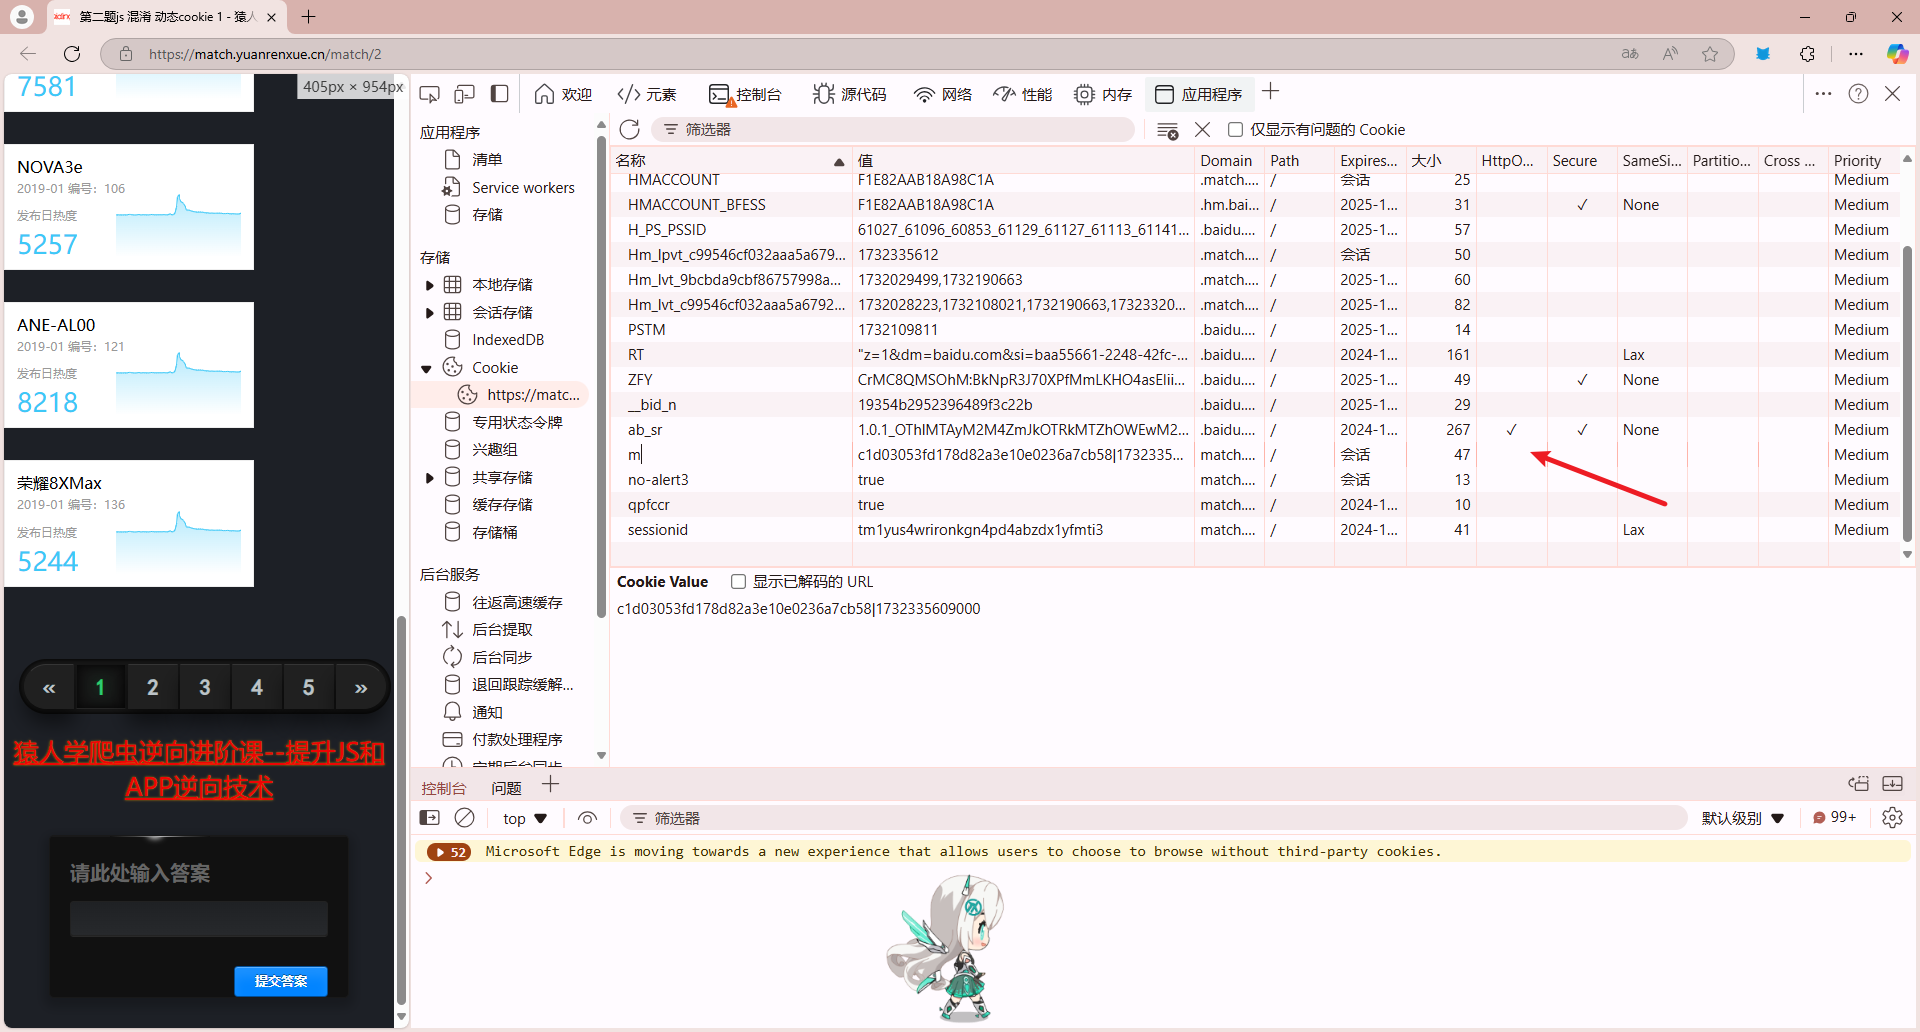 第二题js 混淆 动态cookie 1 - 猿人
https://match.yuanrenxue.cn/match/2
7581
405px × 954px
NOVA3e
2019-01 编号：106
发布日热度
5257
ANE-AL00
2019-01 编号：121
发布日热度
8218
荣耀8XMax
2019-01 编号：136
发布日热度
5244
« 1 2 3 4 5 »
猿人学爬虫逆向进阶课--提升JS和
APP逆向技术
请此处输入答案
提交答案
欢迎 元素 控制台 源代码 网络 性能 内存 应用程序
应用程序
清单
Service workers
存储
存储
本地存储
会话存储
IndexedDB
Cookie
https://matc...
专用状态令牌
兴趣组
共享存储
缓存存储
存储桶
后台服务
往返高速缓存
后台提取
后台同步
退回跟踪缓解...
通知
付款处理程序
筛选器 仅显示有问题的 Cookie
名称 值 Domain Path Expires... 大小 HttpO... Secure SameSi... Partitio... Cross ... Priority
HMACCOUNT F1E82AAB18A98C1A .match.... / 会话 25 Medium
HMACCOUNT_BFESS F1E82AAB18A98C1A .hm.bai... / 2025-1... 31 ✓ None Medium
H_PS_PSSID 61027_61096_60853_61129_61127_61113_61141... .baidu.... / 2025-1... 57 Medium
Hm_lpvt_c99546cf032aaa5a679... 1732335612 .match.... / 会话 50 Medium
Hm_lvt_9bcbda9cbf86757998a... 1732029499,1732190663 .match.... / 2025-1... 60 Medium
Hm_lvt_c99546cf032aaa5a6792... 1732028223,1732108021,1732190663,17323320... .match.... / 2025-1... 82 Medium
PSTM 1732109811 .baidu.... / 2025-1... 14 Medium
RT "z=1&dm=baidu.com&si=baa55661-2248-42fc-... .baidu.... / 2024-1... 161 Lax Medium
ZFY CrMC8QMSOhM:BkNpR3J70XPfMmLKHO4asEIii... .baidu.... / 2025-1... 49 ✓ None Medium
__bid_n 19354b2952396489f3c22b .baidu.... / 2025-1... 29 Medium
ab_sr 1.0.1_OThlMTAyM2M4ZmJkOTRkMTZhOWEwM2... .baidu.... / 2024-1... 267 ✓ ✓ None Medium
m c1d03053fd178d82a3e10e0236a7cb58|1732335... match.... / 会话 47 Medium
no-alert3 true match.... / 会话 13 Medium
qpfccr true match.... / 2024-1... 10 Medium
sessionid tm1yus4wrironkgn4pd4abzdx1yfmti3 match.... / 2024-1... 41 Lax Medium
Cookie Value 显示已解码的 URL
c1d03053fd178d82a3e10e0236a7cb58|1732335609000
控制台 问题
top 筛选器 默认级别 99+
52 Microsoft Edge is moving towards a new experience that allows users to choose to browse without third-party cookies.